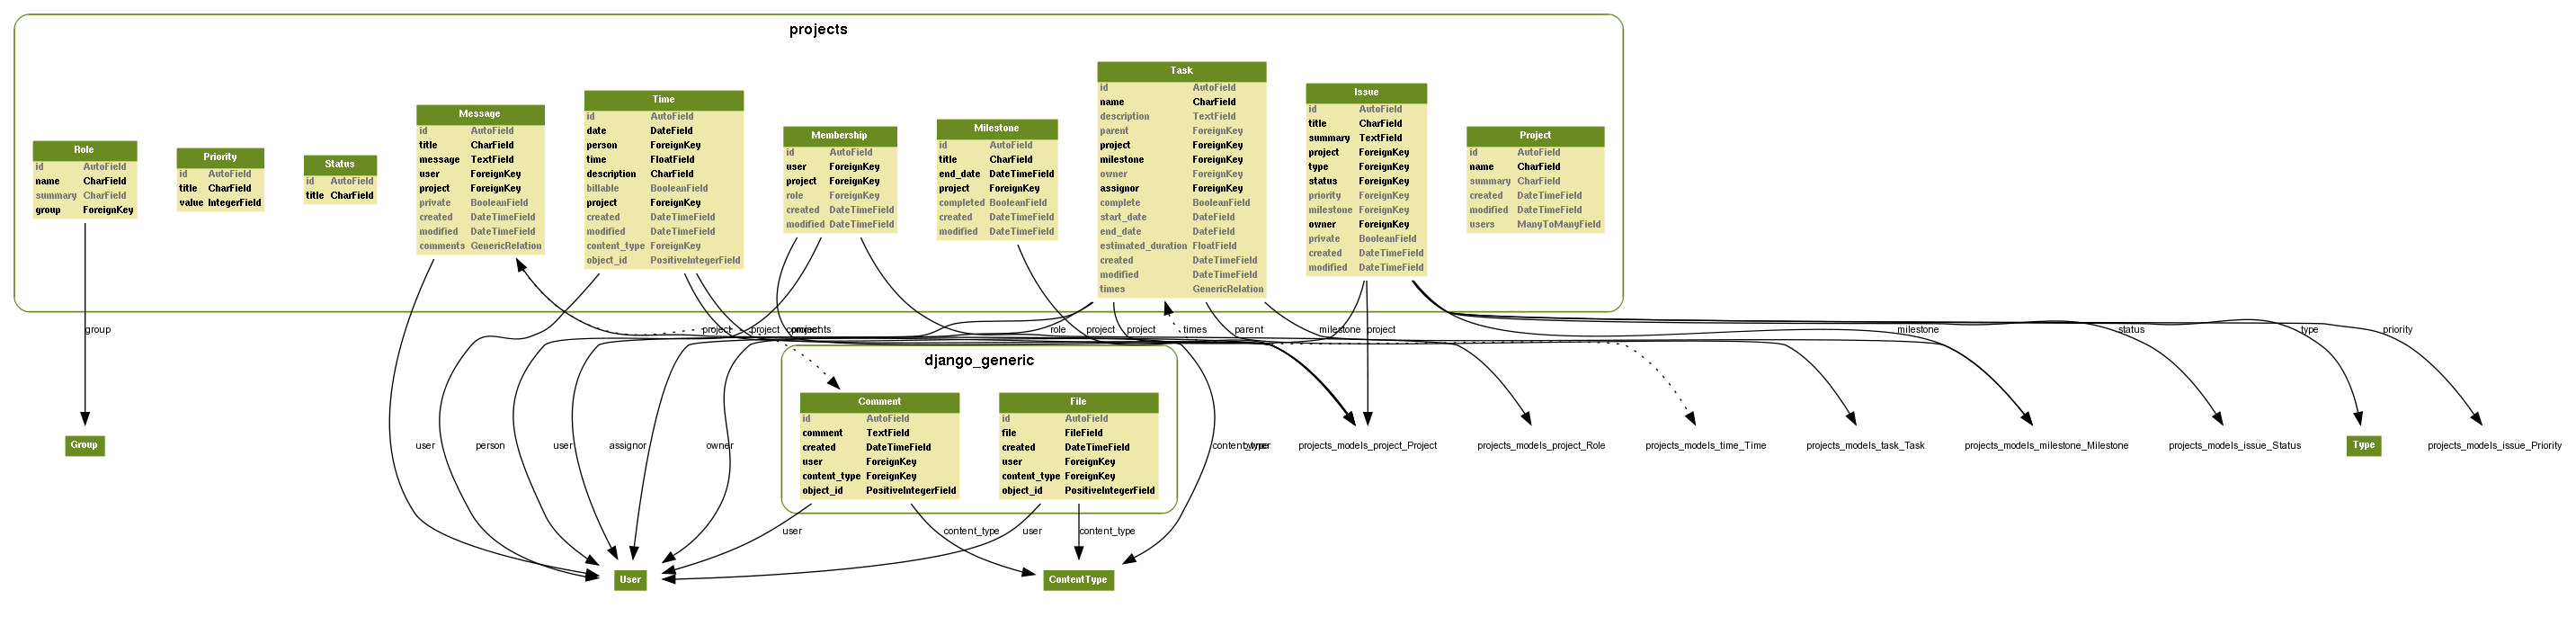 projects
Role
id AutoField
name CharField
summary CharField
group ForeignKey
Priority
id AutoField
title CharField
value IntegerField
Status
id AutoField
title CharField
Message
id AutoField
title CharField
message TextField
user ForeignKey
project ForeignKey
private BooleanField
created DateTimeField
modified DateTimeField
comments GenericRelation
Time
id AutoField
date DateField
person ForeignKey
time FloatField
description CharField
billable BooleanField
project ForeignKey
created DateTimeField
modified DateTimeField
content_type ForeignKey
object_id PositiveIntegerField
Membership
id AutoField
user ForeignKey
project ForeignKey
role ForeignKey
created DateTimeField
modified DateTimeField
Milestone
id AutoField
title CharField
end_date DateTimeField
project ForeignKey
completed BooleanField
created DateTimeField
modified DateTimeField
Task
id AutoField
name CharField
description TextField
parent ForeignKey
project ForeignKey
milestone ForeignKey
owner ForeignKey
assignor ForeignKey
complete BooleanField
start_date DateField
end_date DateField
estimated_duration FloatField
created DateTimeField
modified DateTimeField
times GenericRelation
Issue
id AutoField
title CharField
summary TextField
project ForeignKey
type ForeignKey
status ForeignKey
priority ForeignKey
milestone ForeignKey
owner ForeignKey
private BooleanField
created DateTimeField
modified DateTimeField
Project
id AutoField
name CharField
summary CharField
created DateTimeField
modified DateTimeField
users ManyToManyField
group
project
project
role
project
project
times
parent
milestone
project
milestone
status
type
priority
django_generic
Comment
id AutoField
comment TextField
created DateTimeField
user ForeignKey
content_type ForeignKey
object_id PositiveIntegerField
File
id AutoField
file FileField
created DateTimeField
user ForeignKey
content_type ForeignKey
object_id PositiveIntegerField
Group
user
person
user
assignor
owner
projects_models_project_Project
projects_models_project_Role
projects_models_time_Time
projects_models_task_Task
projects_models_milestone_Milestone
projects_models_issue_Status
Type
projects_models_issue_Priority
user
content_type
user
content_type
User
ContentType